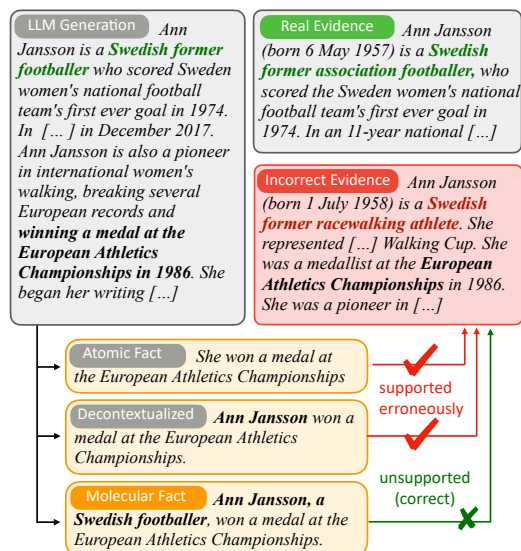 LLM Generation Ann
Jansson is a Swedish former
footballer who scored Sweden
women's national football
team's first ever goal in 1974.
In [... ] in December 2017.
Ann Jansson is also a pioneer
in international women's
walking, breaking several
European records and
winning a medal at the
European Athletics
Championships in 1986. She
began her writing [...]
Real Evidence Ann Jansson
(born 6 May 1957) is a Swedish
former association footballer, who
scored the Sweden women's national
football team's first ever goal in
1974. In an 11-year national [...]
Incorrect Evidence Ann Jansson
(born 1 July 1958) is a Swedish
former racewalking athlete. She
represented [...] Walking Cup. She
was a medallist at the European
Athletics Championships in 1986.
She was a pioneer in [...]
Atomic Fact She won a medal at
the European Athletics Championships
supported
erroneously
Decontextualized Ann Jansson won a
medal at the European Athletics
Championships.
unsupported
(correct)
Molecular Fact Ann Jansson, a
Swedish footballer, won a medal at the
European Athletics Championships.